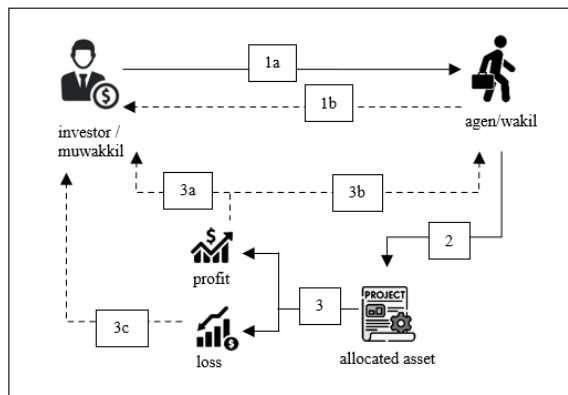 1a
1b
investor /
muwakkil
agen/wakil
3a
3b
2
$
profit
3
PROJECT
3c
$
loss
allocated asset